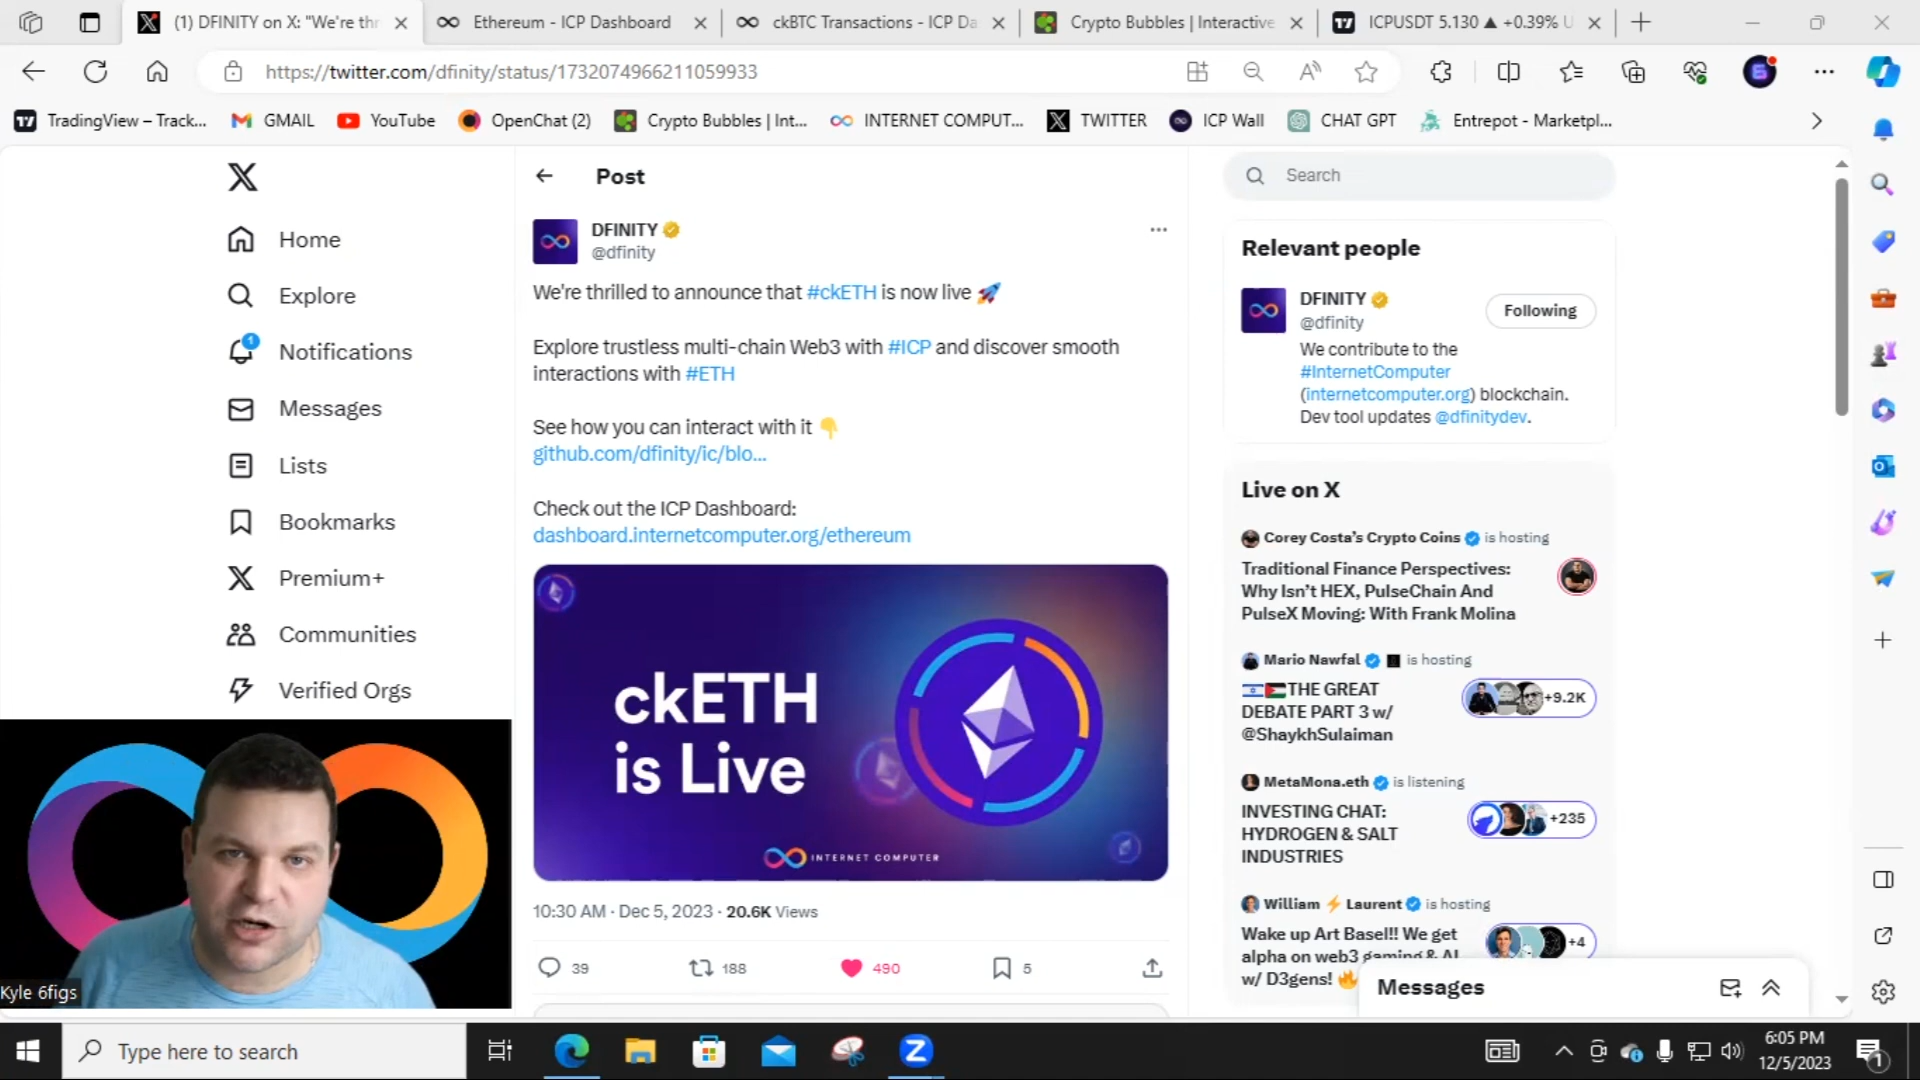 (1) DFINITY on X: "We're thr
Ethereum - ICP Dashboard
ckBTC Transactions - ICP Da
Crypto Bubbles | Interactive
ICPUSDT 5.130 ▲ +0.39% U
https://twitter.com/dfinity/status/1732074966211059933
TradingView – Track...
GMAIL
YouTube
OpenChat (2)
Crypto Bubbles | Int...
INTERNET COMPUT...
TWITTER
ICP Wall
CHAT GPT
Entrepot - Marketpl...
Home
Explore
1
Notifications
Messages
Lists
Bookmarks
Premium+
Communities
Verified Orgs
Post
DFINITY
@dfinity
We're thrilled to announce that #ckETH is now live 🚀
Explore trustless multi-chain Web3 with #ICP and discover smooth
interactions with #ETH
See how you can interact with it 👇
github.com/dfinity/ic/blo...
Check out the ICP Dashboard:
dashboard.internetcomputer.org/ethereum
ckETH
is Live
INTERNET COMPUTER
10:30 AM · Dec 5, 2023 · 20.6K Views
39
188
490
5
Search
Relevant people
DFINITY
@dfinity
Following
We contribute to the
#InternetComputer
(internetcomputer.org) blockchain.
Dev tool updates @dfinitydev.
Live on X
Corey Costa's Crypto Coins is hosting
Traditional Finance Perspectives:
Why Isn't HEX, PulseChain And
PulseX Moving: With Frank Molina
Mario Nawfal is hosting
🇮🇱🇵🇸THE GREAT
DEBATE PART 3 w/
@ShaykhSulaiman
+9.2K
MetaMona.eth is listening
INVESTING CHAT:
HYDROGEN & SALT
INDUSTRIES
+235
William ⚡ Laurent is hosting
Wake up Art Basel!! We get
alpha on web3 gaming & AI
w/ D3gens! 🔥
+4
Messages
Kyle 6figs
Type here to search
6:05 PM
12/5/2023
1